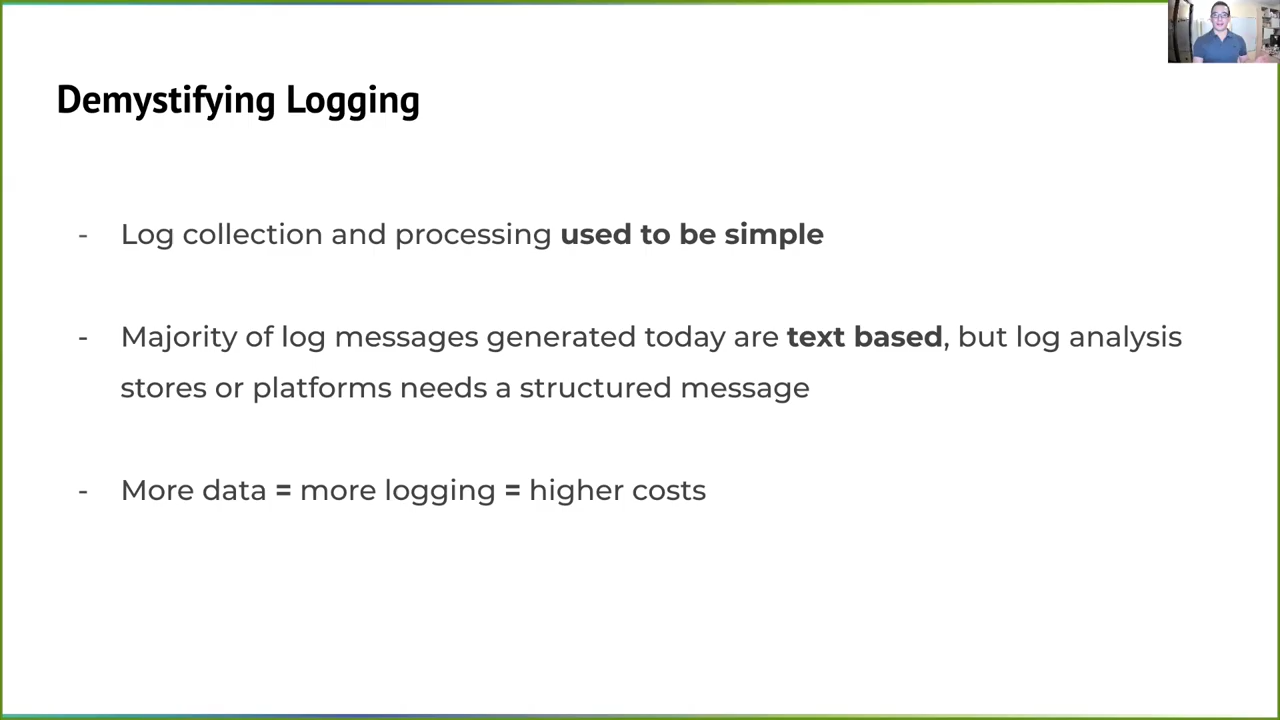 Demystifying Logging
- Log collection and processing used to be simple
- Majority of log messages generated today are text based, but log analysis
stores or platforms needs a structured message
- More data = more logging = higher costs